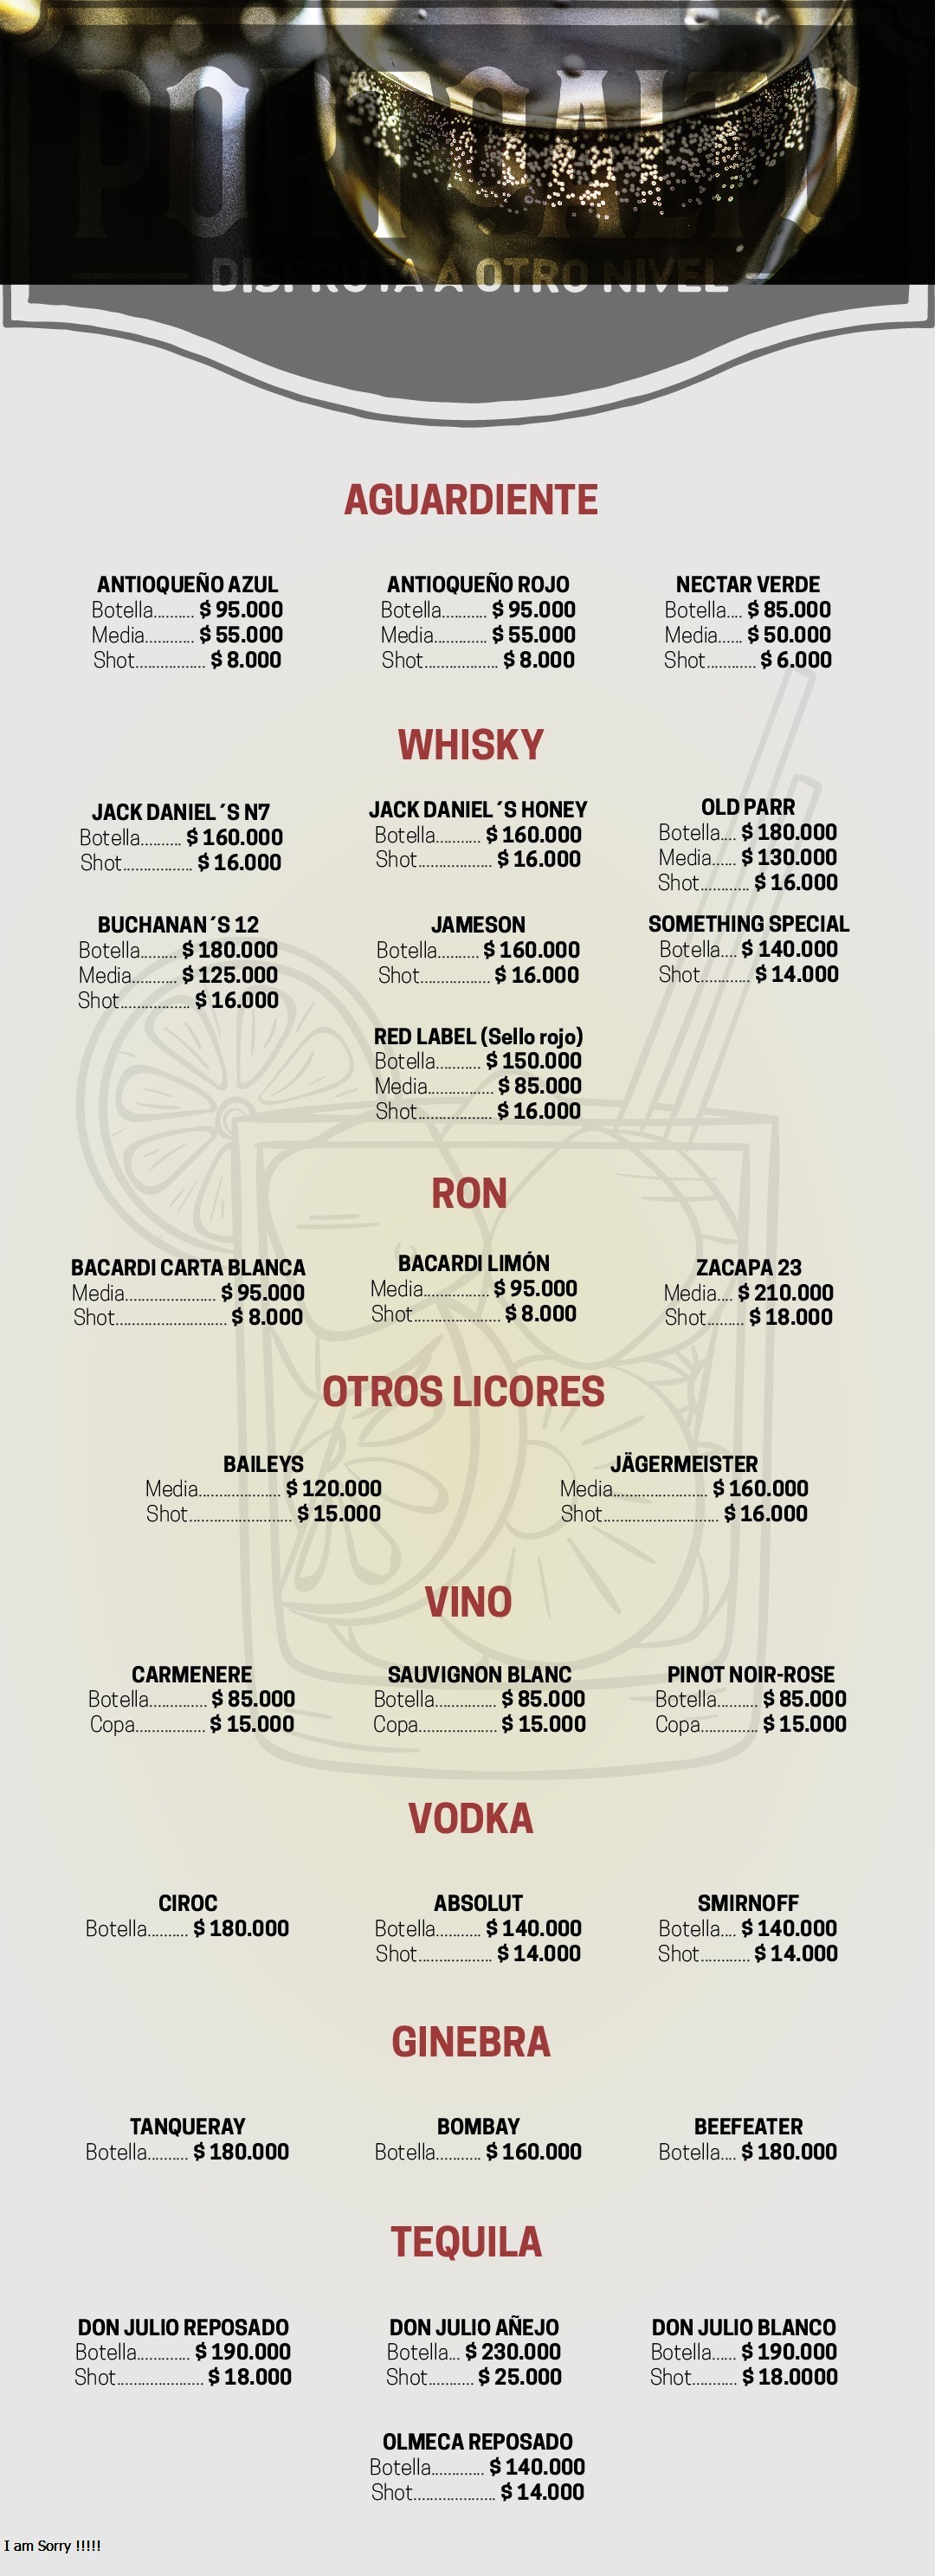 PORTOALTO
DISFRUTA A OTRO NIVEL
AGUARDIENTE
ANTIOQUEÑO AZUL
Botella.......... $ 95.000
Media............ $ 55.000
Shot................. $ 8.000
ANTIOQUEÑO ROJO
Botella........... $ 95.000
Media............. $ 55.000
Shot.................. $ 8.000
NECTAR VERDE
Botella.... $ 85.000
Media...... $ 50.000
Shot............ $ 6.000
WHISKY
JACK DANIEL´S N7
Botella.......... $ 160.000
Shot................. $ 16.000
JACK DANIEL´S HONEY
Botella........... $ 160.000
Shot.................. $ 16.000
OLD PARR
Botella.... $ 180.000
Media...... $ 130.000
Shot............ $ 16.000
BUCHANAN´S 12
Botella......... $ 180.000
Media........... $ 125.000
Shot................. $ 16.000
JAMESON
Botella.......... $ 160.000
Shot.................. $ 16.000
SOMETHING SPECIAL
Botella.... $ 140.000
Shot............ $ 14.000
RED LABEL (Sello rojo)
Botella........... $ 150.000
Media................ $ 85.000
Shot.................. $ 16.000
RON
BACARDI CARTA BLANCA
Media...................... $ 95.000
Shot........................... $ 8.000
BACARDI LIMÓN
Media................ $ 95.000
Shot..................... $ 8.000
ZACAPA 23
Media.... $ 210.000
Shot......... $ 18.000
OTROS LICORES
BAILEYS
Media.................... $ 120.000
Shot......................... $ 15.000
JÄGERMEISTER
Media....................... $ 160.000
Shot............................ $ 16.000
VINO
CARMENERE
Botella.............. $ 85.000
Copa................. $ 15.000
SAUVIGNON BLANC
Botella............... $ 85.000
Copa................... $ 15.000
PINOT NOIR-ROSE
Botella.......... $ 85.000
Copa.............. $ 15.000
VODKA
CIROC
Botella.......... $ 180.000
ABSOLUT
Botella........... $ 140.000
Shot.................. $ 14.000
SMIRNOFF
Botella.... $ 140.000
Shot............ $ 14.000
GINEBRA
TANQUERAY
Botella.......... $ 180.000
BOMBAY
Botella........... $ 160.000
BEEFEATER
Botella.... $ 180.000
TEQUILA
DON JULIO REPOSADO
Botella............. $ 190.000
Shot..................... $ 18.000
DON JULIO AÑEJO
Botella... $ 230.000
Shot........... $ 25.000
DON JULIO BLANCO
Botella...... $ 190.000
Shot........... $ 18.0000
OLMECA REPOSADO
Botella............. $ 140.000
Shot.................... $ 14.000
I am Sorry !!!!!